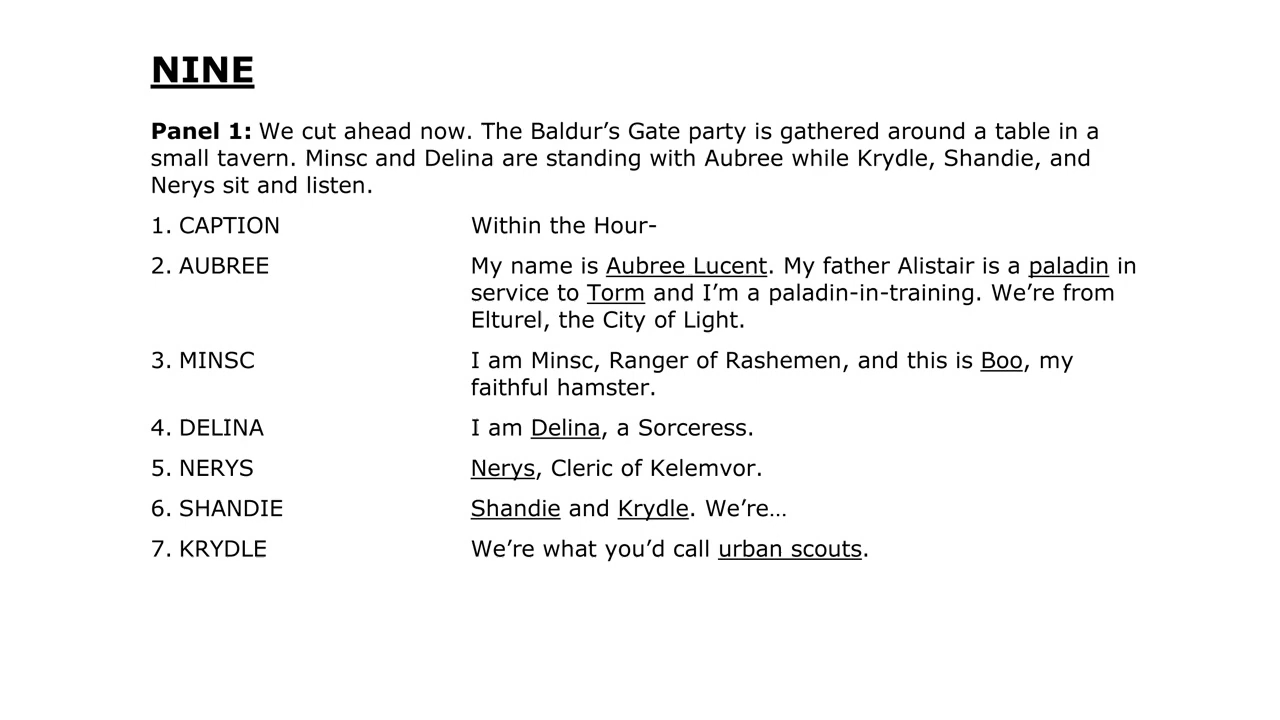 NINE
Panel 1: We cut ahead now. The Baldur’s Gate party is gathered around a table in a
small tavern. Minsc and Delina are standing with Aubree while Krydle, Shandie, and
Nerys sit and listen.
1. CAPTION Within the Hour-
2. AUBREE My name is Aubree Lucent. My father Alistair is a paladin in
service to Torm and I’m a paladin-in-training. We’re from
Elturel, the City of Light.
3. MINSC I am Minsc, Ranger of Rashemen, and this is Boo, my
faithful hamster.
4. DELINA I am Delina, a Sorceress.
5. NERYS Nerys, Cleric of Kelemvor.
6. SHANDIE Shandie and Krydle. We’re…
7. KRYDLE We’re what you’d call urban scouts.